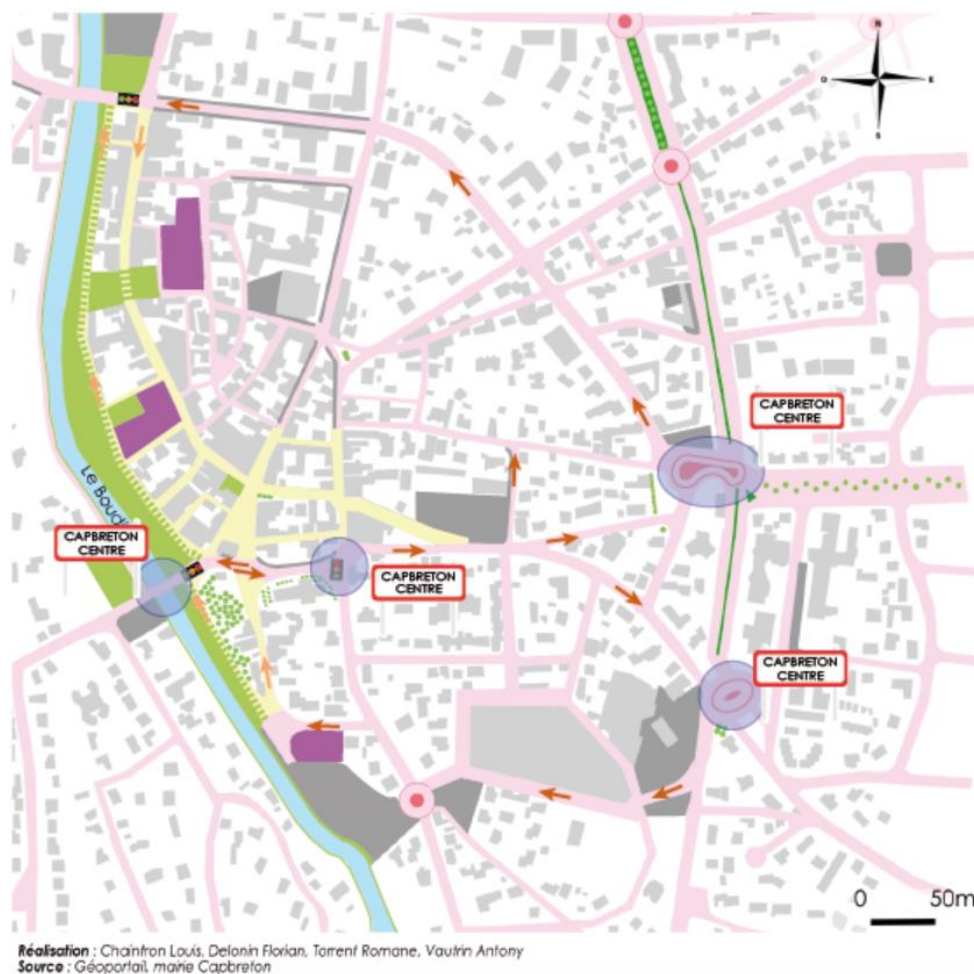 N
O E
S
CAPBRETON
CENTRE
Le Boudi
CAPBRETON
CENTRE
CAPBRETON
CENTRE
CAPBRETON
CENTRE
0 50m
Réalisation : Chaintron Louis, Delonin Florian, Torrent Romane, Vautrin Antony
Source : Géoportail, mairie Capbreton